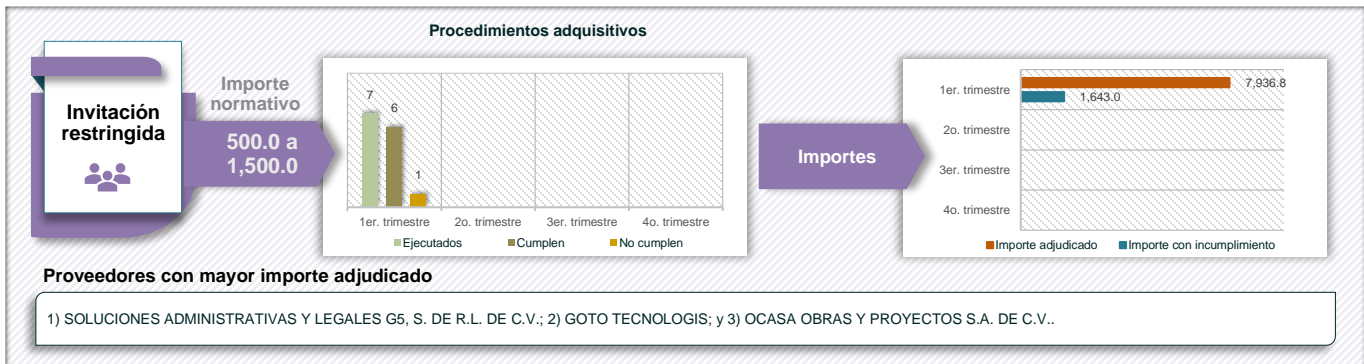 Procedimientos adquisitivos
Invitación
restringida
Importe
normativo
500.0 a
1,500.0
7
6
1
1er. trimestre
2o. trimestre
3er. trimestre
4o. trimestre
Ejecutados
Cumplen
No cumplen
Importes
1er. trimestre
7,936.8
1,643.0
2o. trimestre
3er. trimestre
4o. trimestre
Importe adjudicado
Importe con incumplimiento
Proveedores con mayor importe adjudicado
1) SOLUCIONES ADMINISTRATIVAS Y LEGALES G5, S. DE R.L. DE C.V.; 2) GOTO TECNOLOGIS; y 3) OCASA OBRAS Y PROYECTOS S.A. DE C.V..